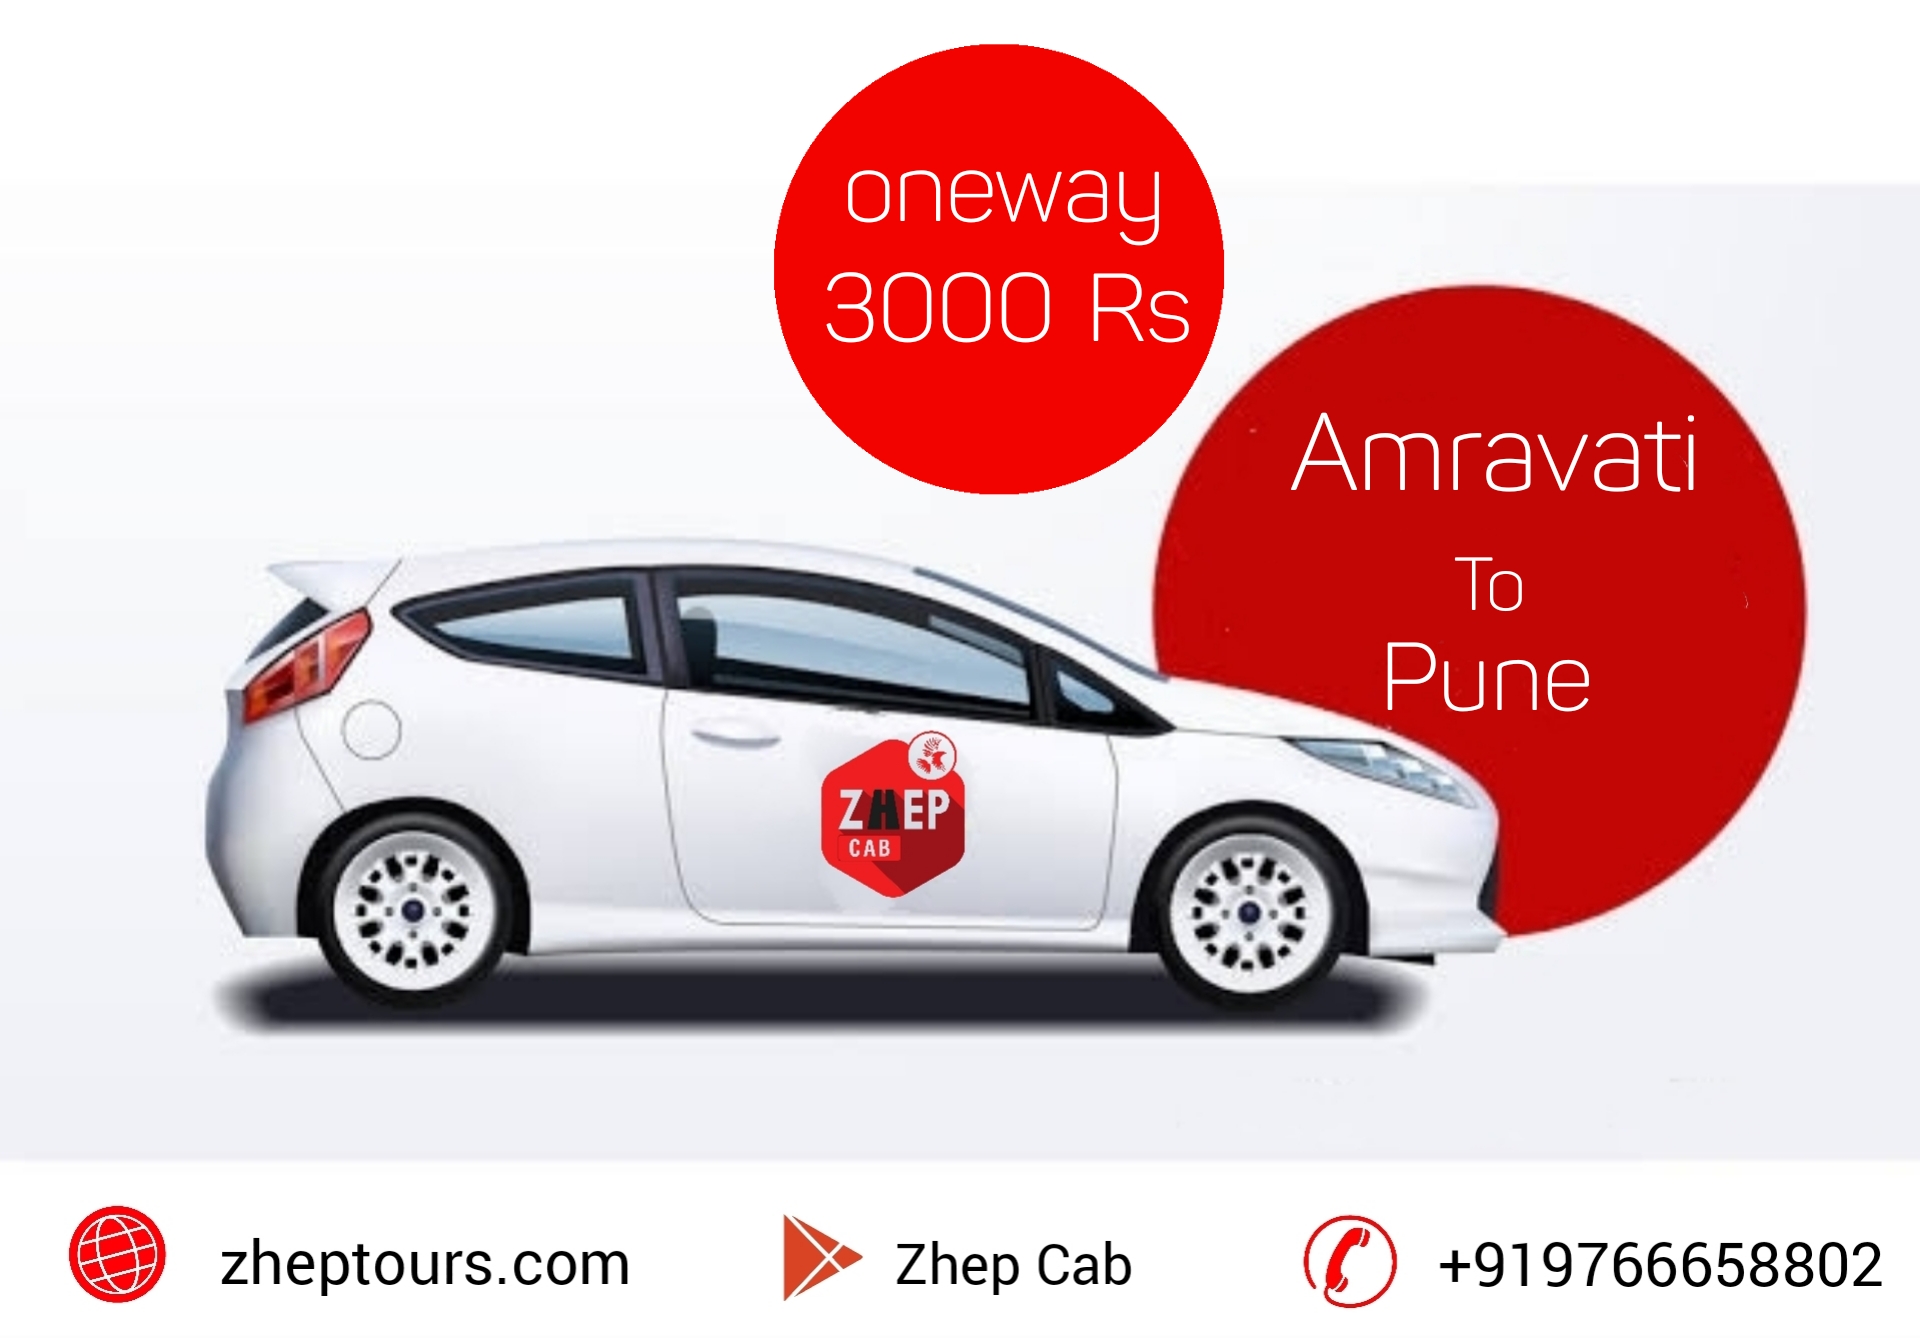 oneway
3000 Rs
Amravati
To
Pune
ZHEP
CAB
zheptours.com
Zhep Cab
+919766658802